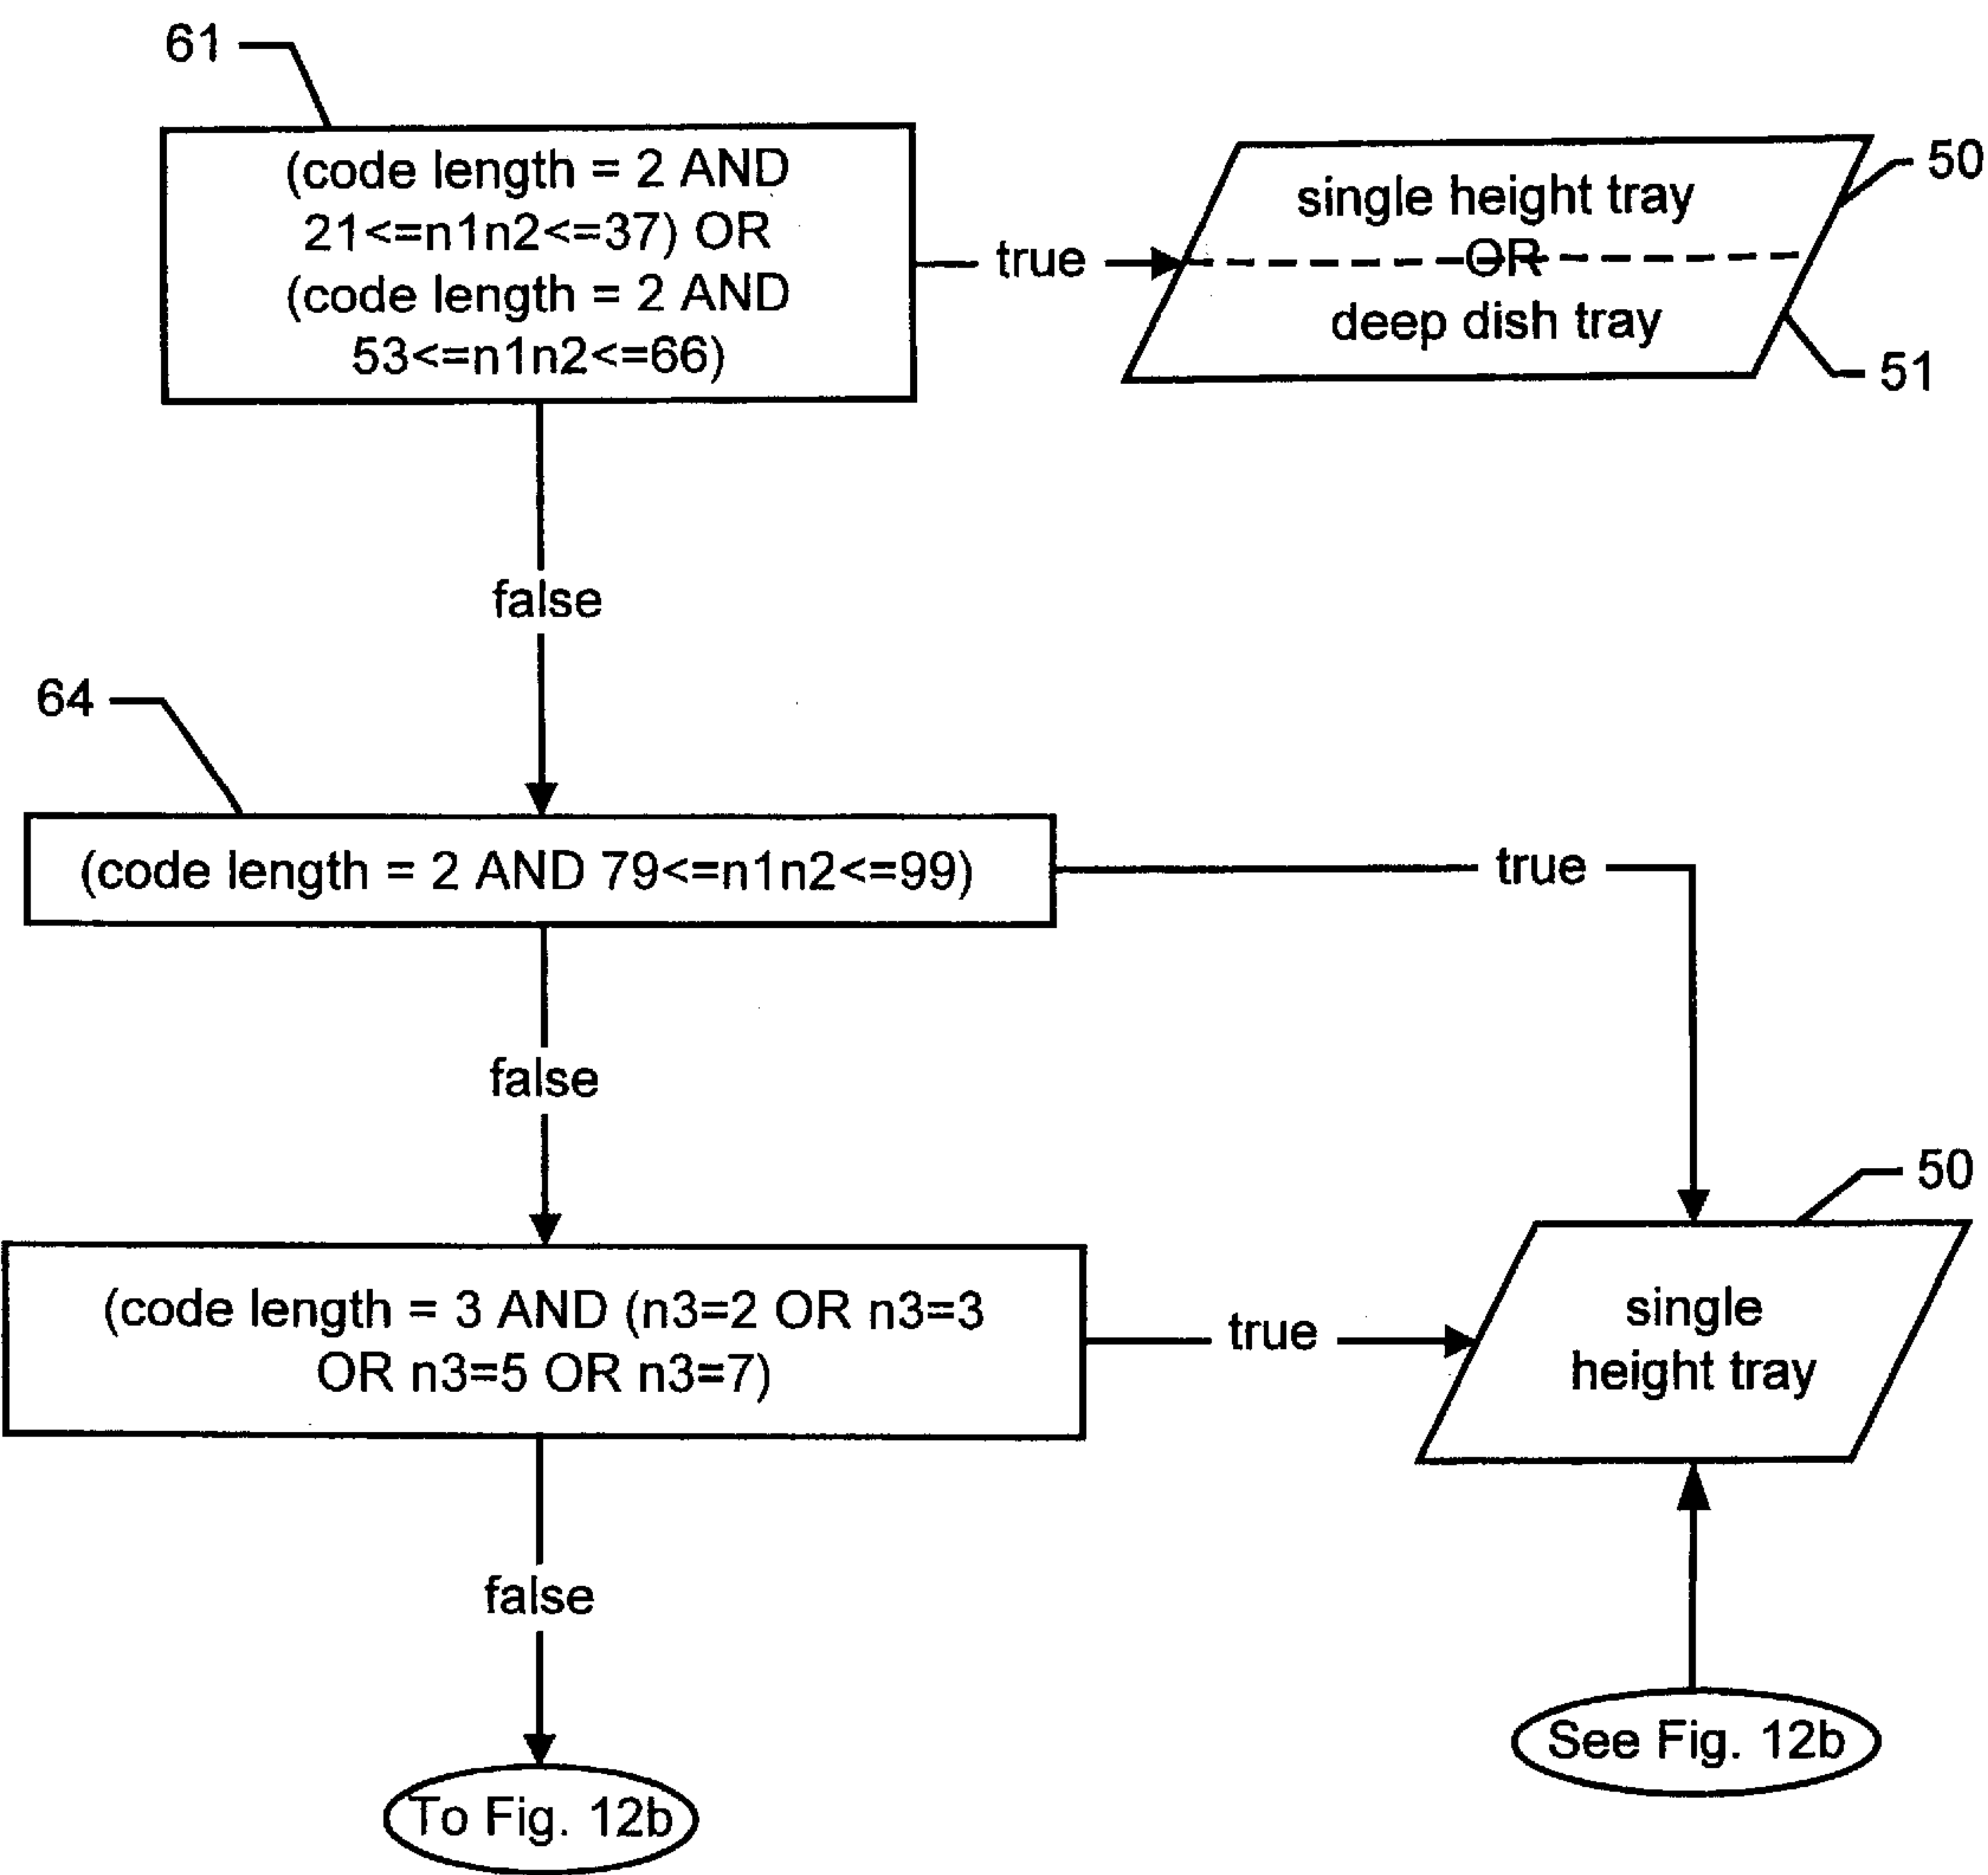 61
(code length = 2 AND
21<=n1n2<=37) OR
(code length = 2 AND
53<=n1n2<=66)
true
single height tray
OR
deep dish tray
50
51
false
64
(code length = 2 AND 79<=n1n2<=99)
true
false
(code length = 3 AND (n3=2 OR n3=3
OR n3=5 OR n3=7)
true
50
single
height tray
false
See Fig. 12b
To Fig. 12b